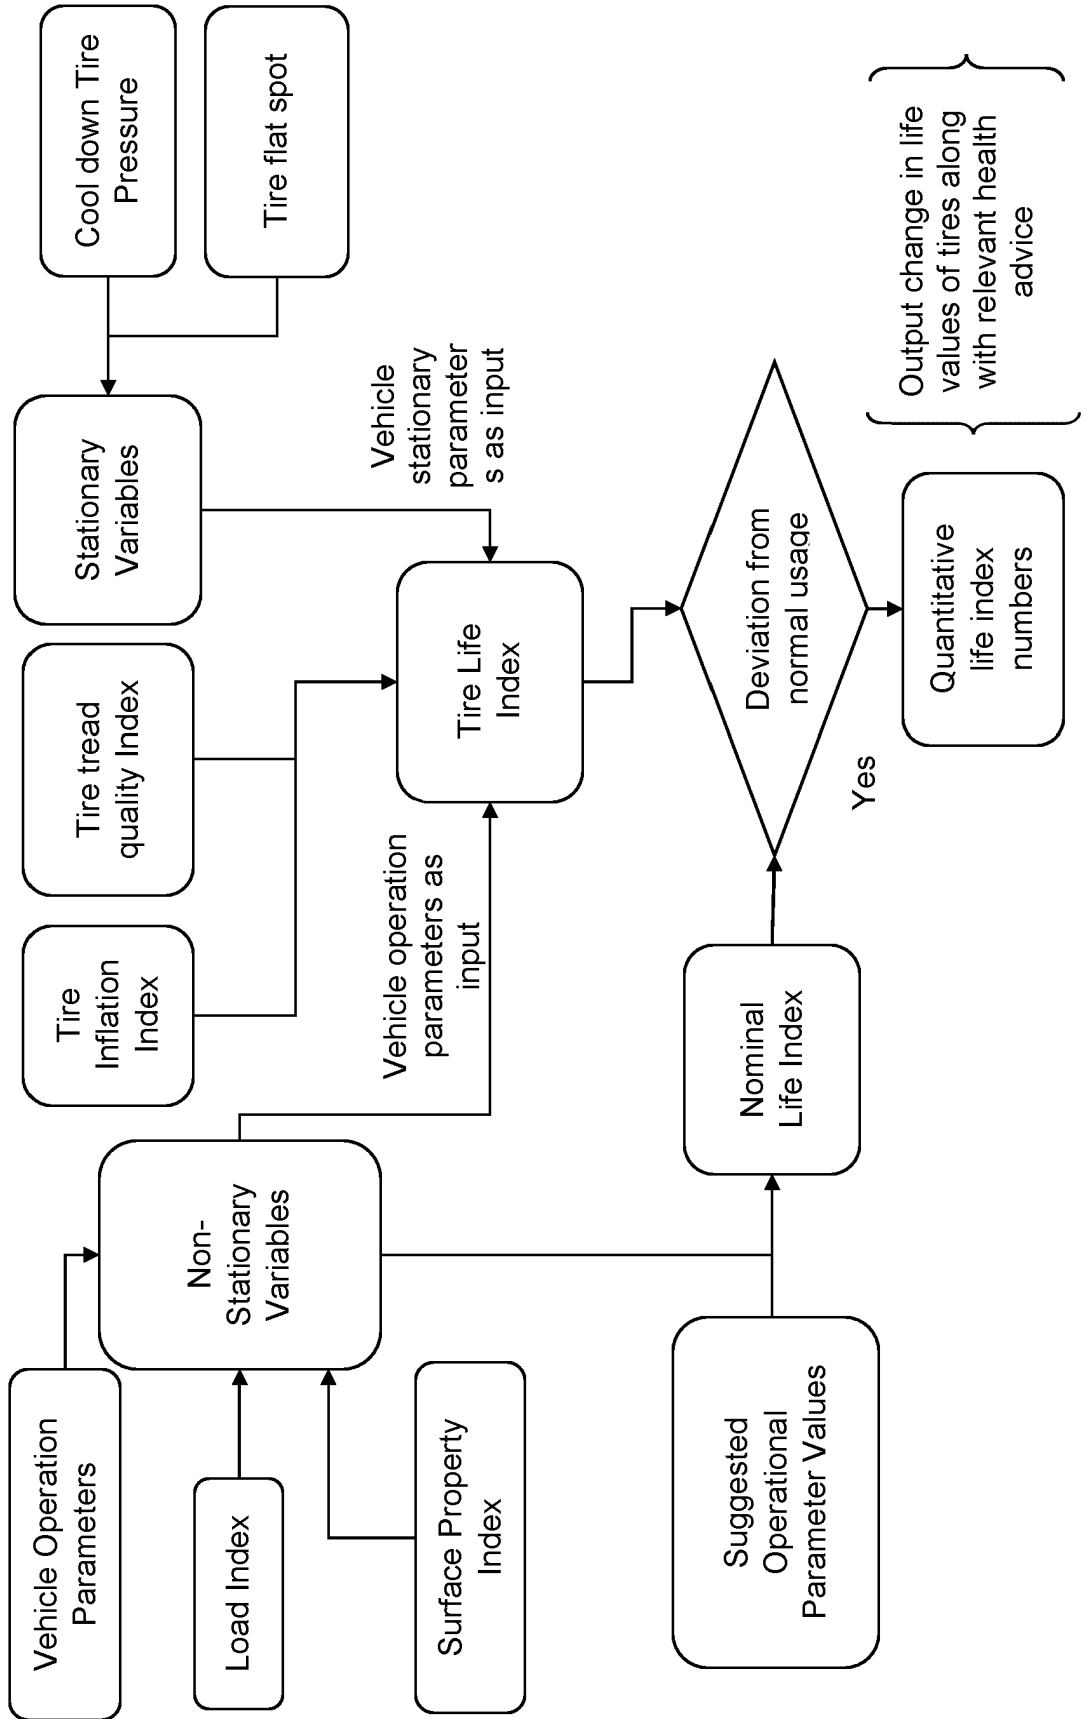 Vehicle Operation
Parameters
Load Index
Surface Property
Index
Non-
Stationary
Variables
Tire
Inflation
Index
Tire tread
quality Index
Stationary
Variables
Cool down Tire
Pressure
Tire flat spot
Vehicle operation
parameters as
input
Tire Life
Index
Vehicle
stationary
parameter
s as input
Suggested
Operational
Parameter Values
Nominal
Life Index
Deviation from
normal usage
Yes
Quantitative
life index
numbers
Output change in life
values of tires along
with relevant health
advice